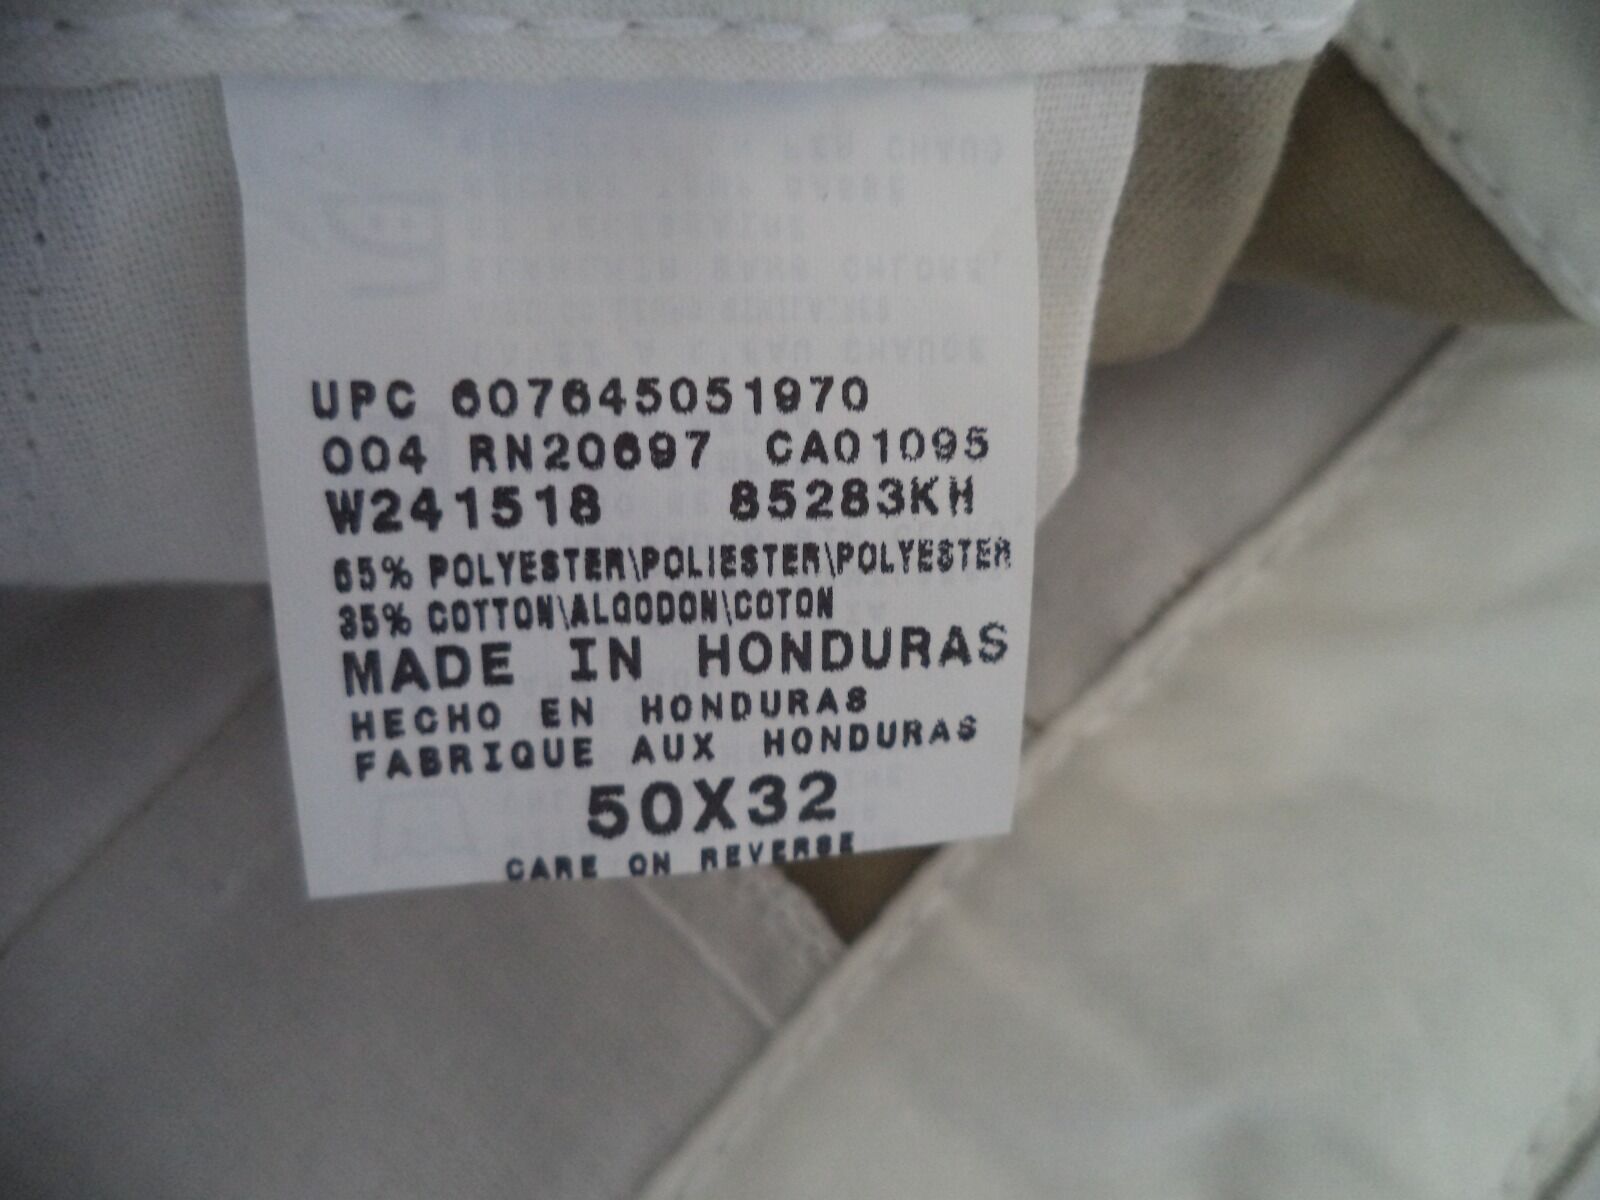 UPC 607645051970
004 RN20697 CA01095
W241518 85283KH
65% POLYESTER\POLIESTER\POLYESTER
35% COTTON\ALGODON\COTON
MADE IN HONDURAS
HECHO EN HONDURAS
FABRIQUE AUX HONDURAS
50X32
CARE ON REVERSE